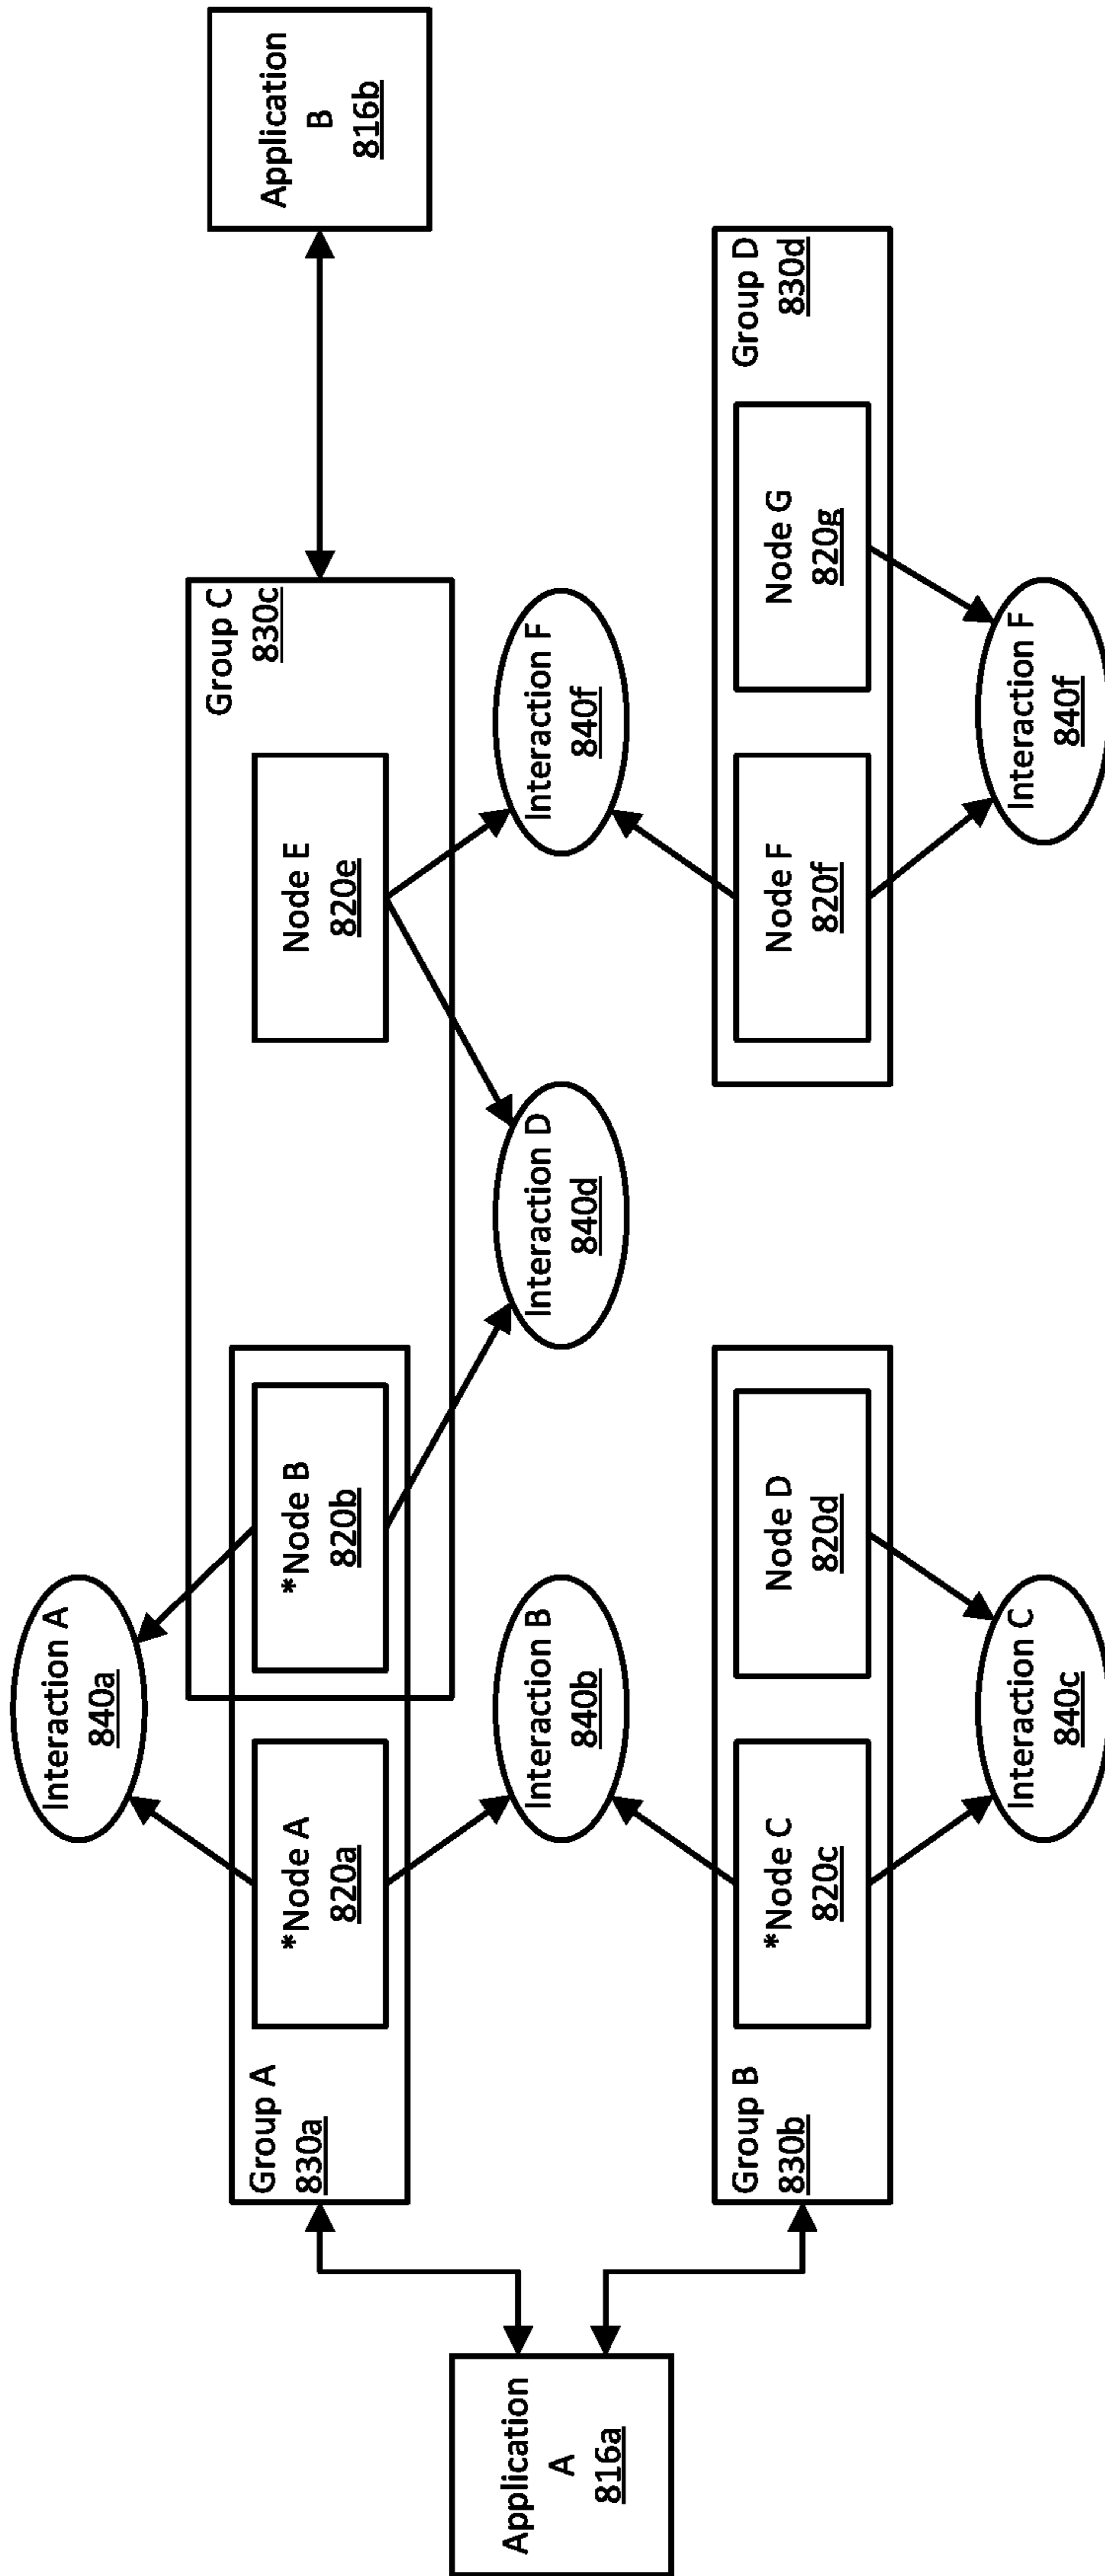 Interaction A
840a
Application
B
816b
Group C
830c
Group A
830a
*Node A
820a
*Node B
820b
Node E
820e
Application
A
816a
Interaction B
840b
Interaction D
840d
Interaction F
840f
Group B
830b
*Node C
820c
Node D
820d
Node F
820f
Node G
820g
Group D
830d
Interaction C
840c
Interaction F
840f